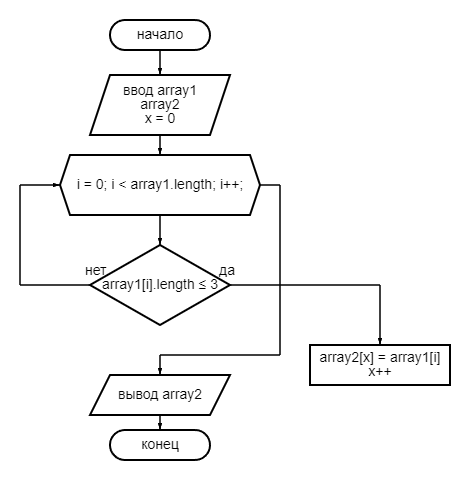 начало
ввод array1
array2
x = 0
i = 0; i < array1.length; i++;
нет
да
array1[i].length ≤ 3
array2[x] = array1[i]
x++
вывод array2
конец